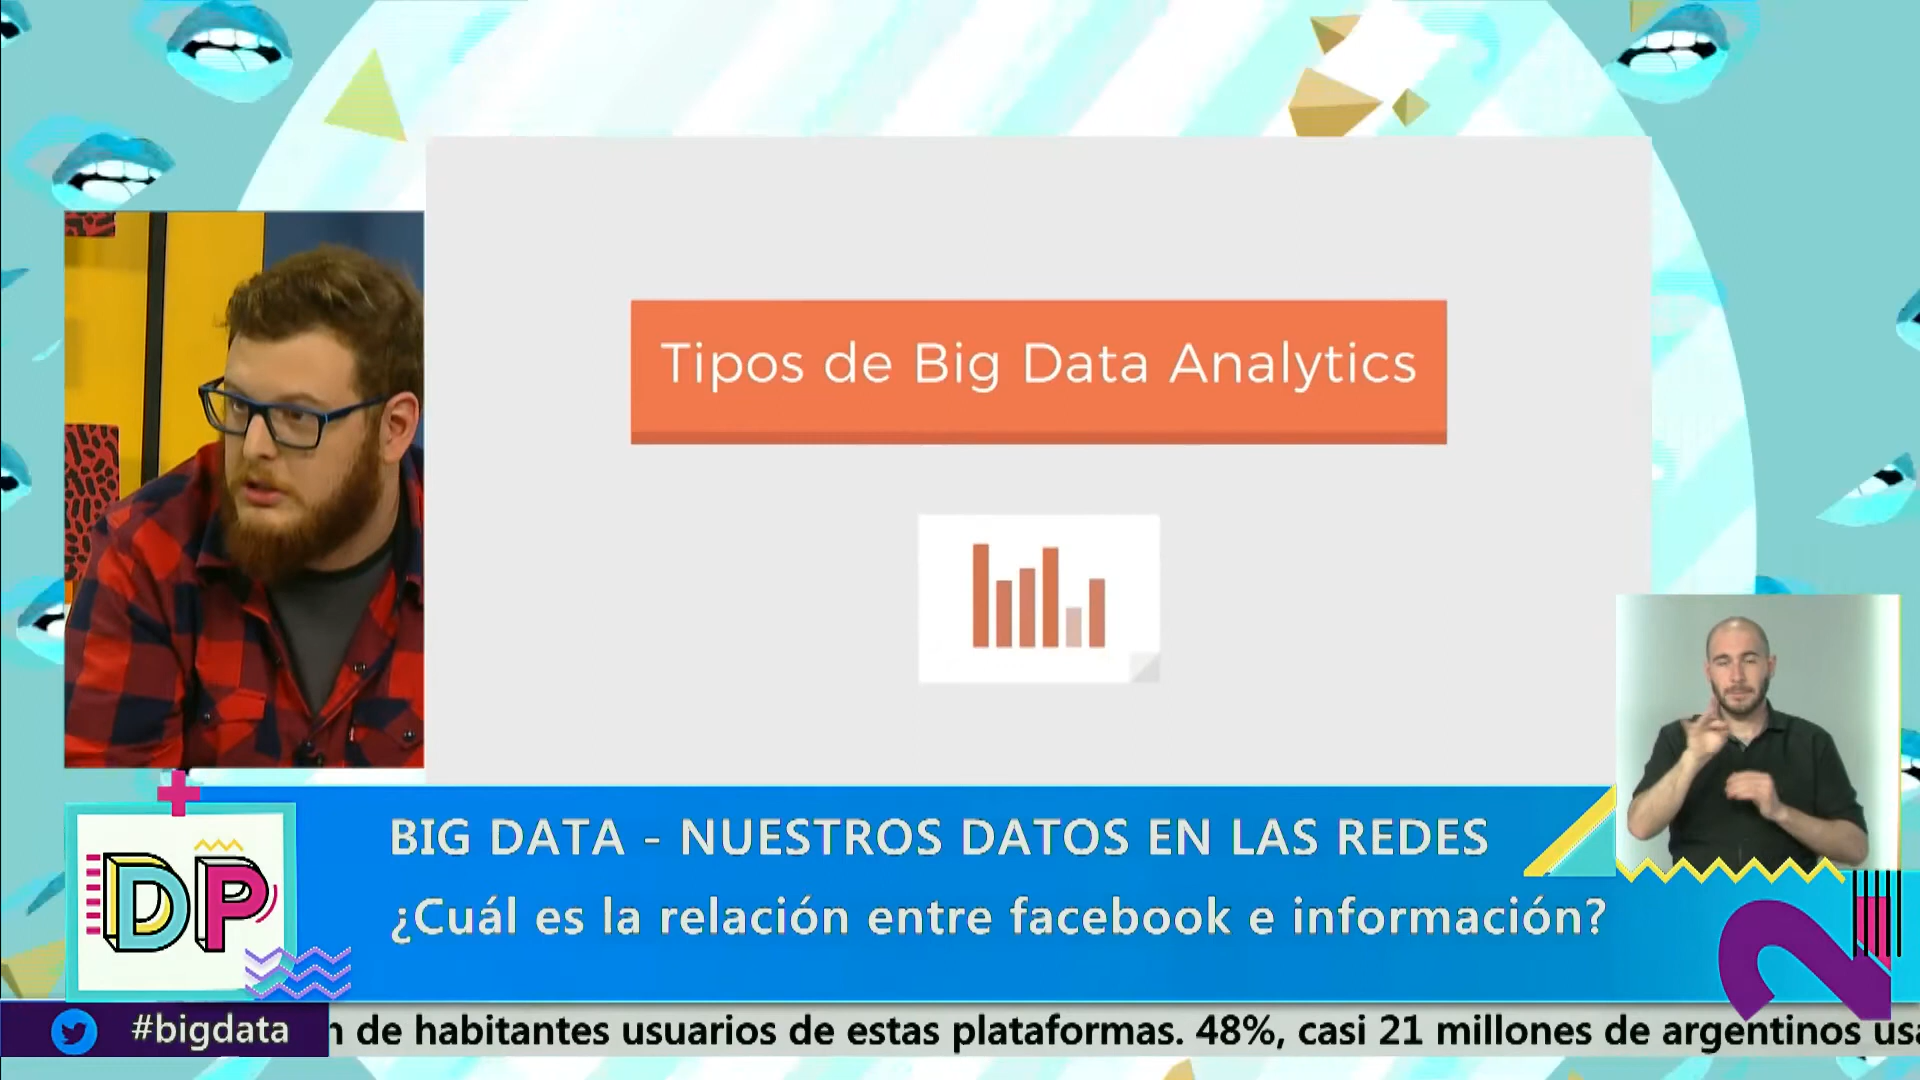 Tipos de Big Data Analytics
BIG DATA - NUESTROS DATOS EN LAS REDES
¿Cuál es la relación entre facebook e información?
DP
2
#bigdata
de habitantes usuarios de estas plataformas. 48%, casi 21 millones de argentinos